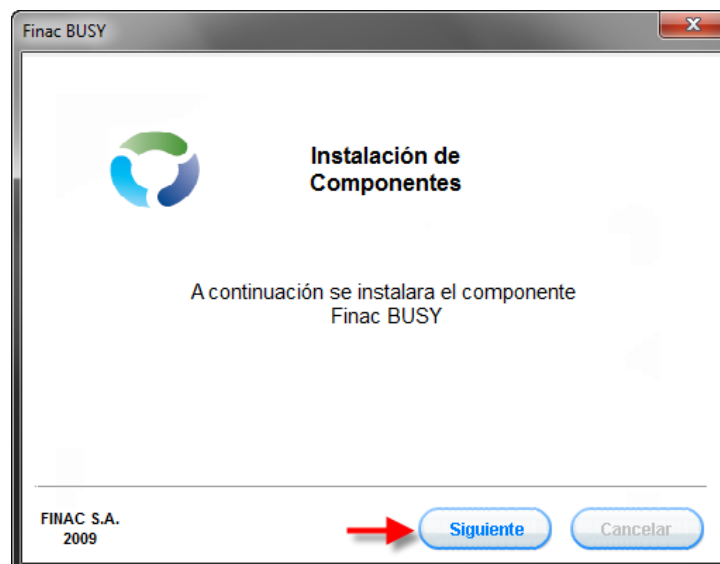 Finac BUSY
Instalación de
Componentes
A continuación se instalara el componente
Finac BUSY
FINAC S.A.
2009
Siguiente
Cancelar